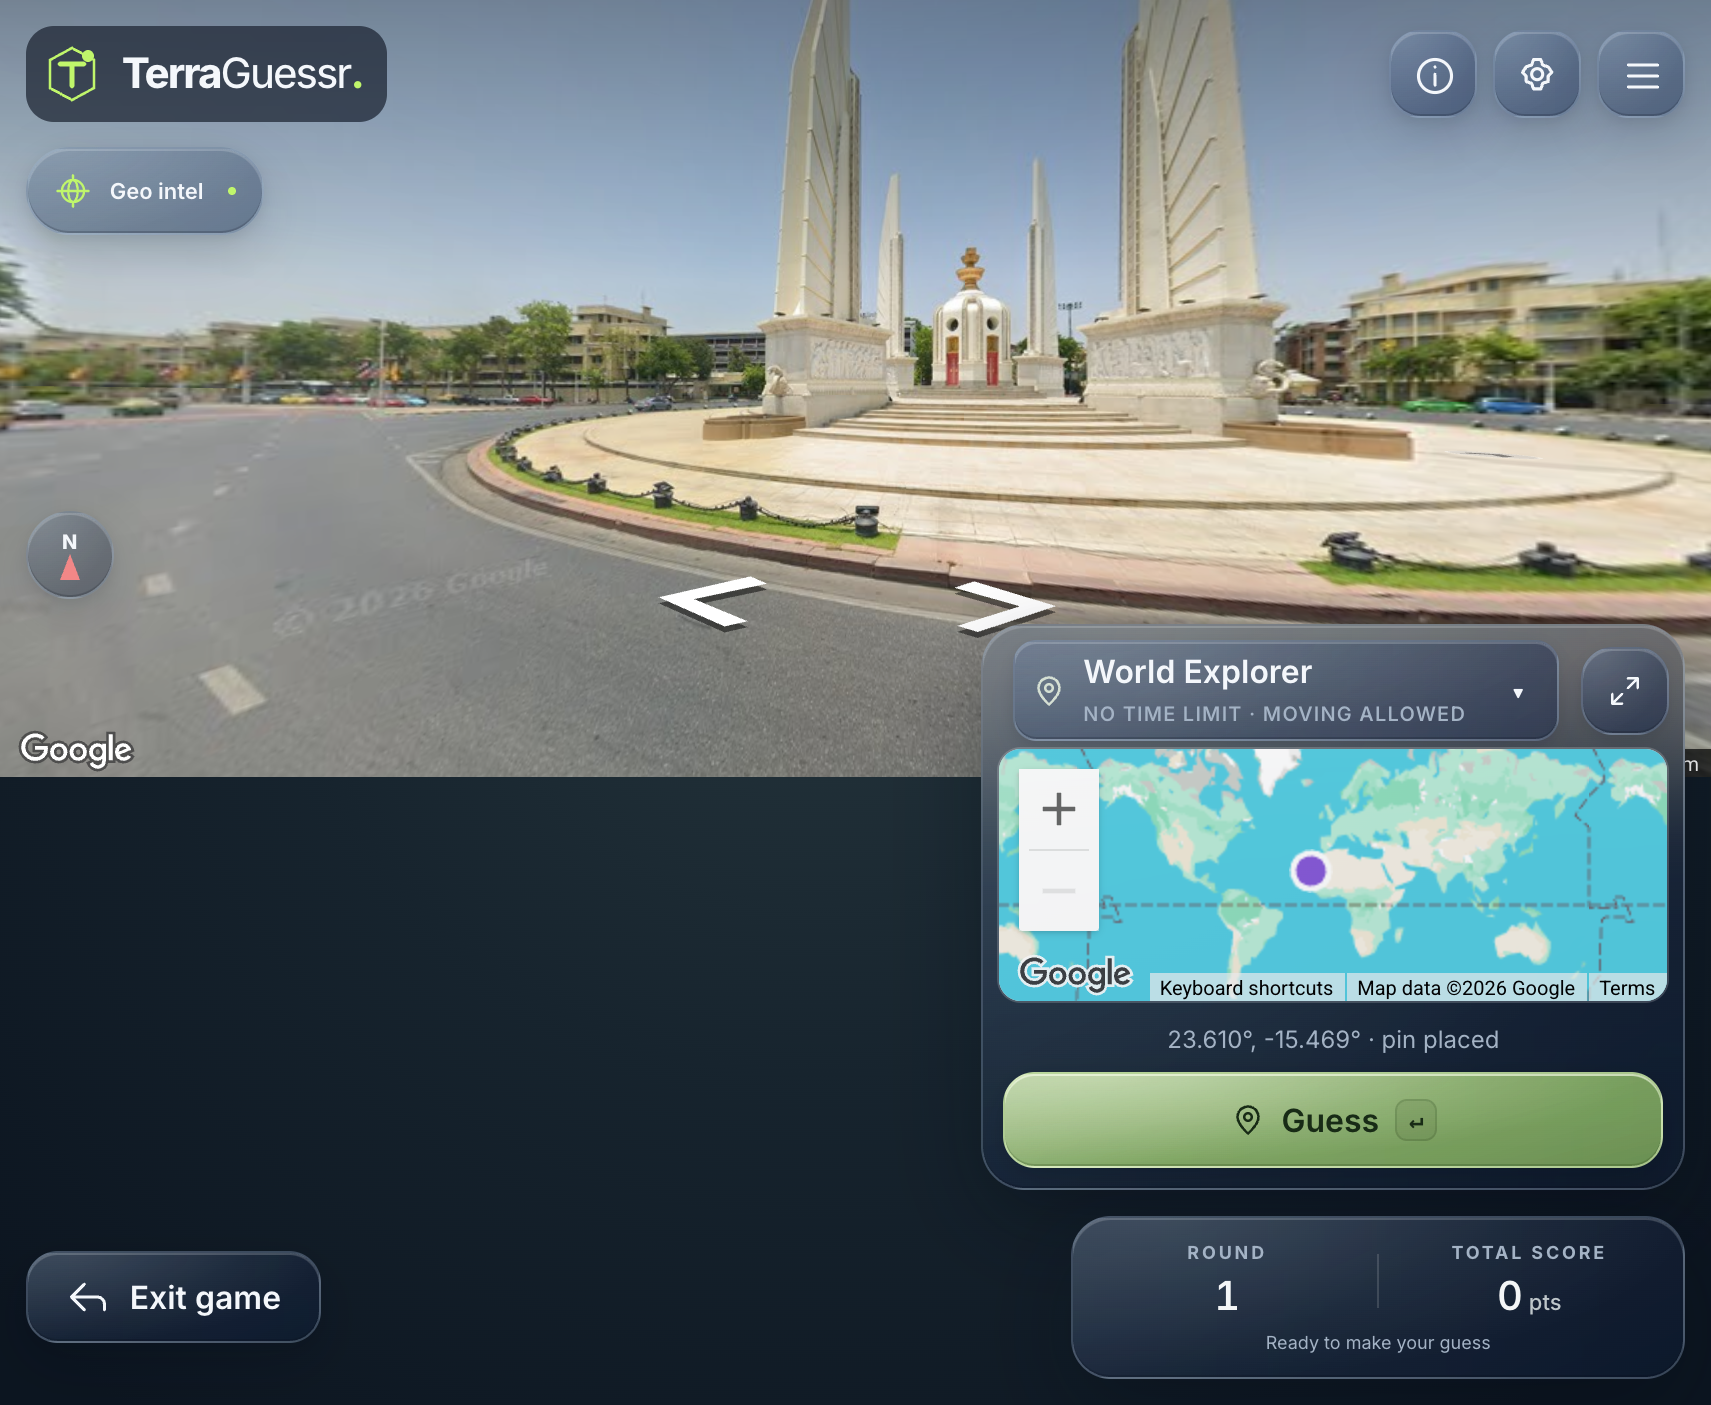 TerraGuessr.
Geo intel
N
© 2026 Google
Google
World Explorer
NO TIME LIMIT · MOVING ALLOWED
m
Google
Keyboard shortcuts
Map data ©2026 Google
Terms
23.610°, -15.469° · pin placed
Guess ↵
Exit game
ROUND
1
TOTAL SCORE
0 pts
Ready to make your guess